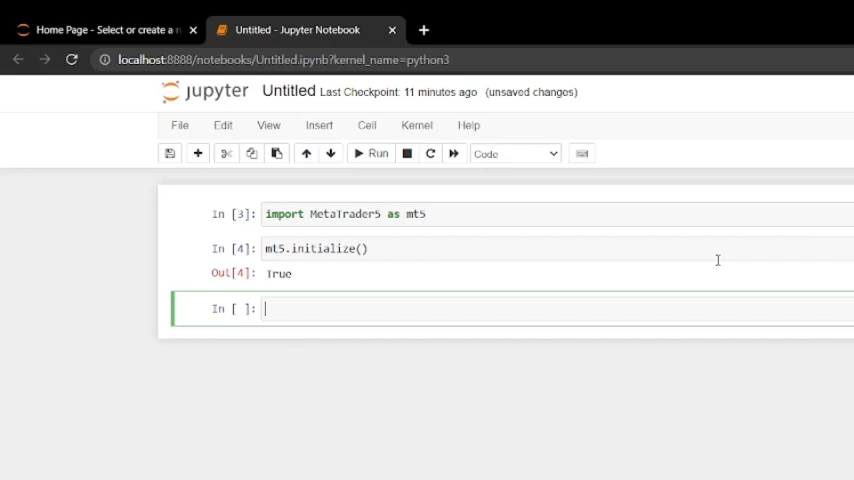 Home Page - Select or create a n
Untitled - Jupyter Notebook
localhost:8888/notebooks/Untitled.ipynb?kernel_name=python3
jupyter Untitled Last Checkpoint: 11 minutes ago (unsaved changes)
File Edit View Insert Cell Kernel Help
Run Code
In [3]: import MetaTrader5 as mt5
In [4]: mt5.initialize()
Out[4]: True
In [ ]: